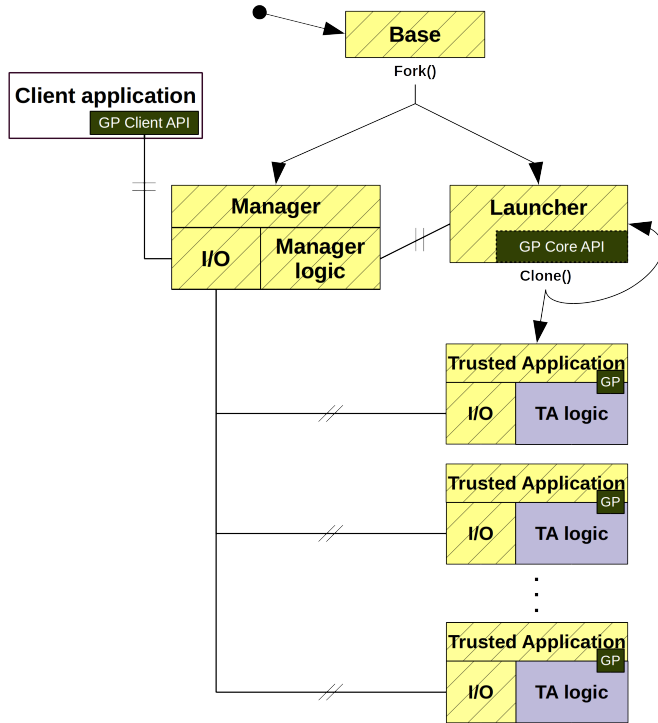 Base
Fork()
Client application
GP Client API
Manager
I/O
Manager
logic
Launcher
GP Core API
Clone()
Trusted Application
GP
I/O
TA logic
Trusted Application
GP
I/O
TA logic
Trusted Application
GP
I/O
TA logic